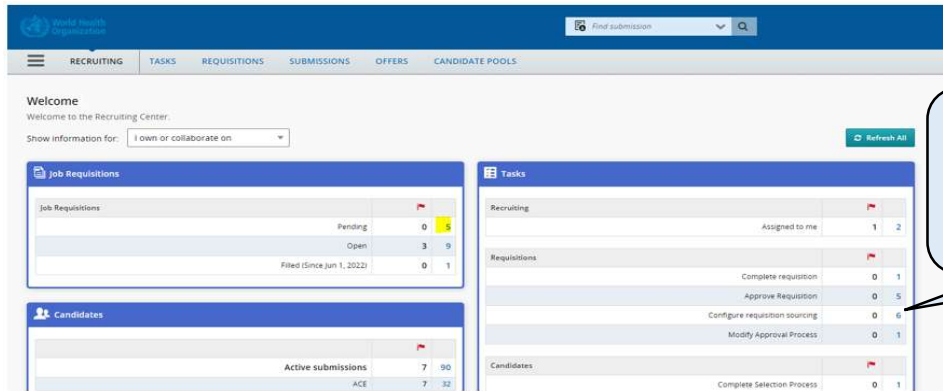 World Health
Organization
Find submission
RECRUITING TASKS REQUISITIONS SUBMISSIONS OFFERS CANDIDATE POOLS
Welcome
Welcome to the Recruiting Center.
Show information for: I own or collaborate on
Refresh All
Job Requisitions
Job Requisitions
Pending 0 5
Open 3 9
Filled (Since Jun 1, 2022) 0 1
Candidates
Active submissions 7 90
ACE 7 32
Tasks
Recruiting
Assigned to me 1 2
Requisitions
Complete requisition 0 1
Approve Requisition 0 5
Configure requisition sourcing 0 6
Modify Approval Process 0 1
Candidates
Complete Selection Process 0 1